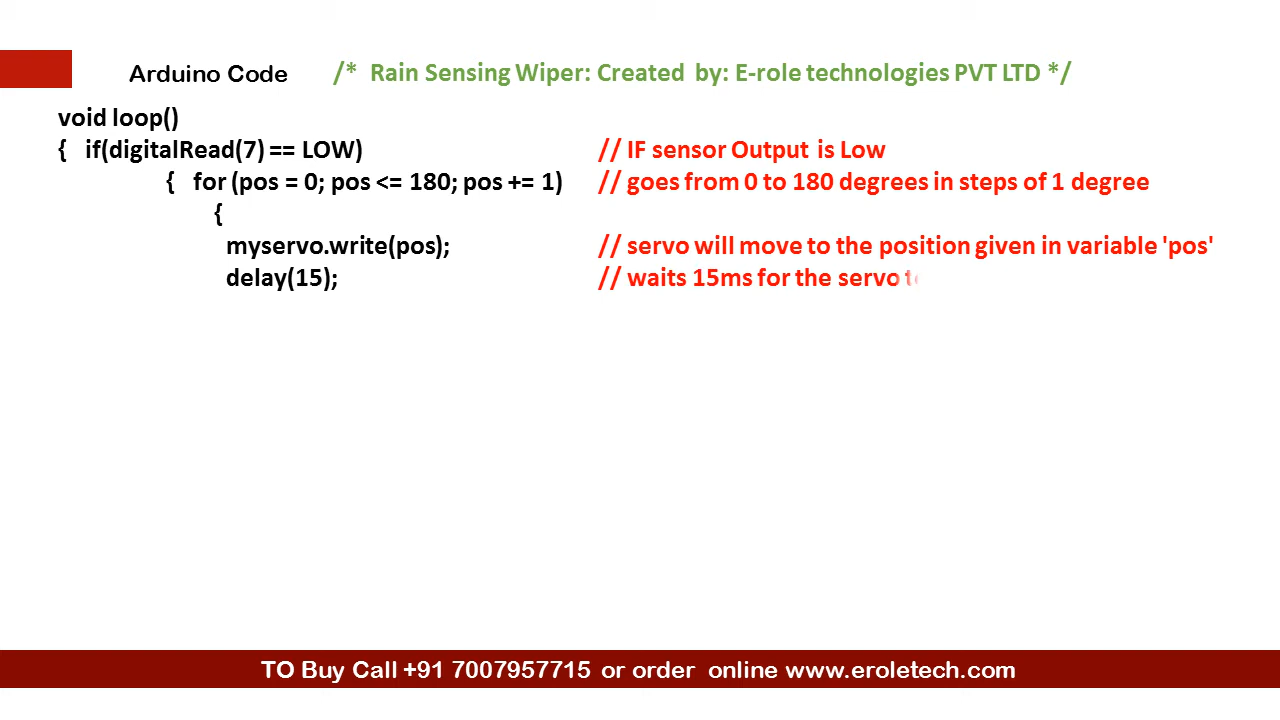 Arduino Code /* Rain Sensing Wiper: Created by: E-role technologies PVT LTD */
void loop()
{ if(digitalRead(7) == LOW) // IF sensor Output is Low
{ for (pos = 0; pos <= 180; pos += 1) // goes from 0 to 180 degrees in steps of 1 degree
{
myservo.write(pos); // servo will move to the position given in variable 'pos'
delay(15); // waits 15ms for the servo
TO Buy Call +91 7007957715 or order online www.eroletech.com